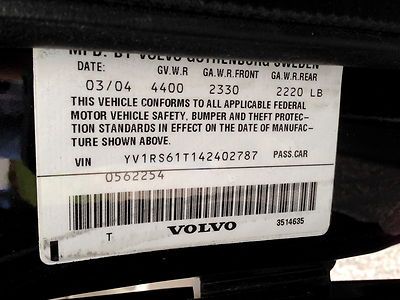 MFD. BY VOLVO GOTHENBURG SWEDEN
DATE: GV.W.R GA.W.R.FRONT GA.W.R.REAR
03/04 4400 2330 2220 LB
THIS VEHICLE CONFORMS TO ALL APPLICABLE FEDERAL
MOTOR VEHICLE SAFETY, BUMPER AND THEFT PROTEC-
TION STANDARDS IN EFFECT ON THE DATE OF MANUFAC-
TURE SHOWN ABOVE.
VIN YV1RS61T142402787 PASS.CAR
0562254
T VOLVO 3514635